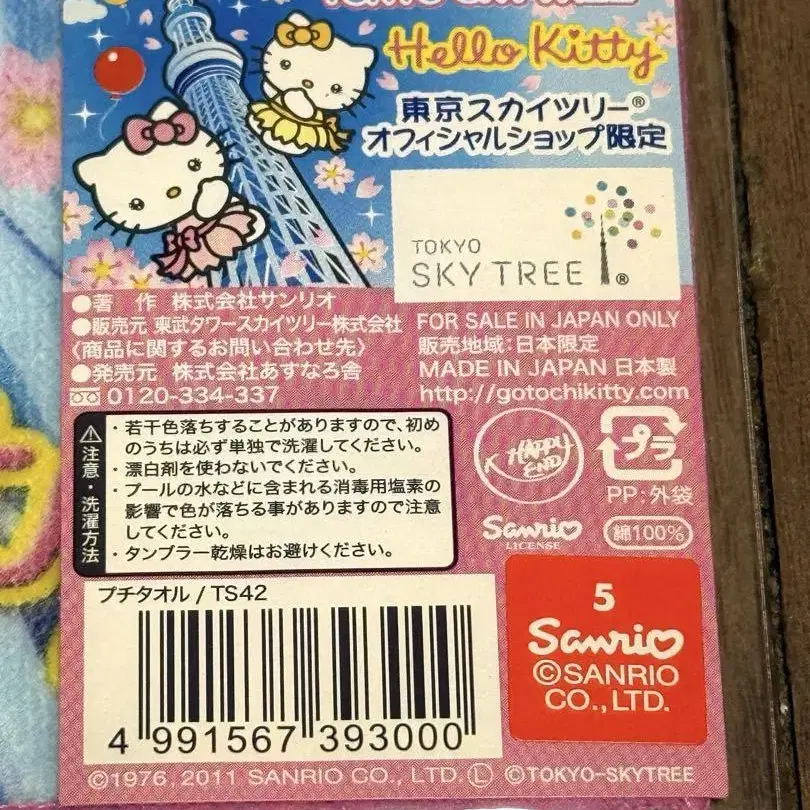 TOKYO SKYTREE
Hello Kitty
東京スカイツリー®
オフィシャルショップ限定
TOKYO
SKYTREE®
●著 作 株式会社サンリオ
●販売元 東武タワースカイツリー株式会社
〈商品に関するお問い合わせ先〉
●発売元 株式会社あすなろ舎
0120-334-337
FOR SALE IN JAPAN ONLY
販売地域:日本限定
MADE IN JAPAN 日本製
http://gotochikitty.com
注意・洗濯方法
・若干色落ちすることがありますので、初め
のうちは必ず単独で洗濯してください。
・漂白剤を使わないでください。
・プールの水などに含まれる消毒用塩素の
影響で色が落ちる事がありますので注意
してください。
・タンブラー乾燥はお避けください。
HAPPY
END
プラ
PP:外袋
Sanrio
LICENSE
綿100%
プチタオル / TS42
4 991567 393000
5
Sanrio
©SANRIO
CO., LTD.
©1976, 2011 SANRIO CO., LTD. Ⓛ ©TOKYO-SKYTREE